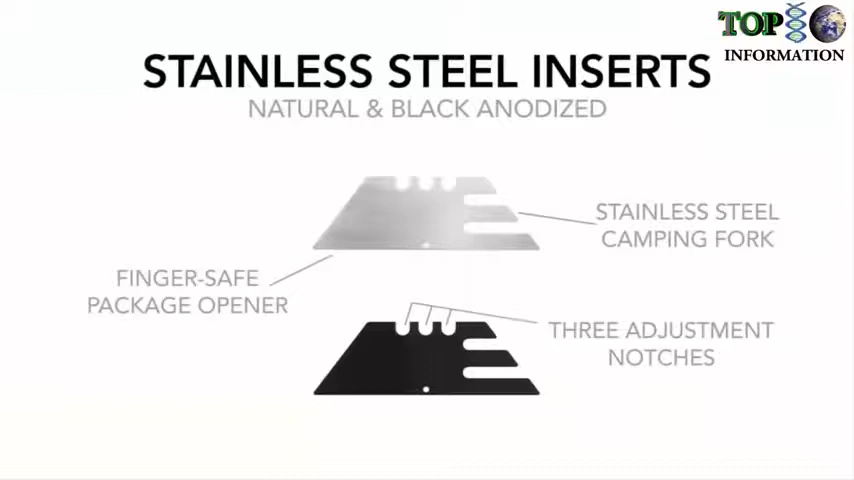 TOP
INFORMATION
STAINLESS STEEL INSERTS
NATURAL & BLACK ANODIZED
STAINLESS STEEL
CAMPING FORK
FINGER-SAFE
PACKAGE OPENER
THREE ADJUSTMENT
NOTCHES